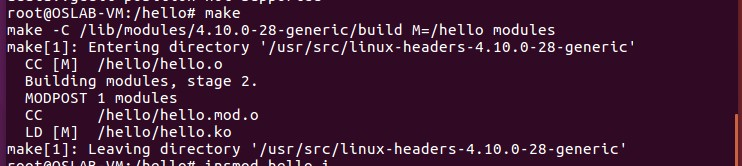 root@OSLAB-VM:/hello# make
make -C /lib/modules/4.10.0-28-generic/build M=/hello modules
make[1]: Entering directory '/usr/src/linux-headers-4.10.0-28-generic'
  CC [M]  /hello/hello.o
  Building modules, stage 2.
  MODPOST 1 modules
  CC      /hello/hello.mod.o
  LD [M]  /hello/hello.ko
make[1]: Leaving directory '/usr/src/linux-headers-4.10.0-28-generic'
root@OSLAB-VM:/hello# insmod